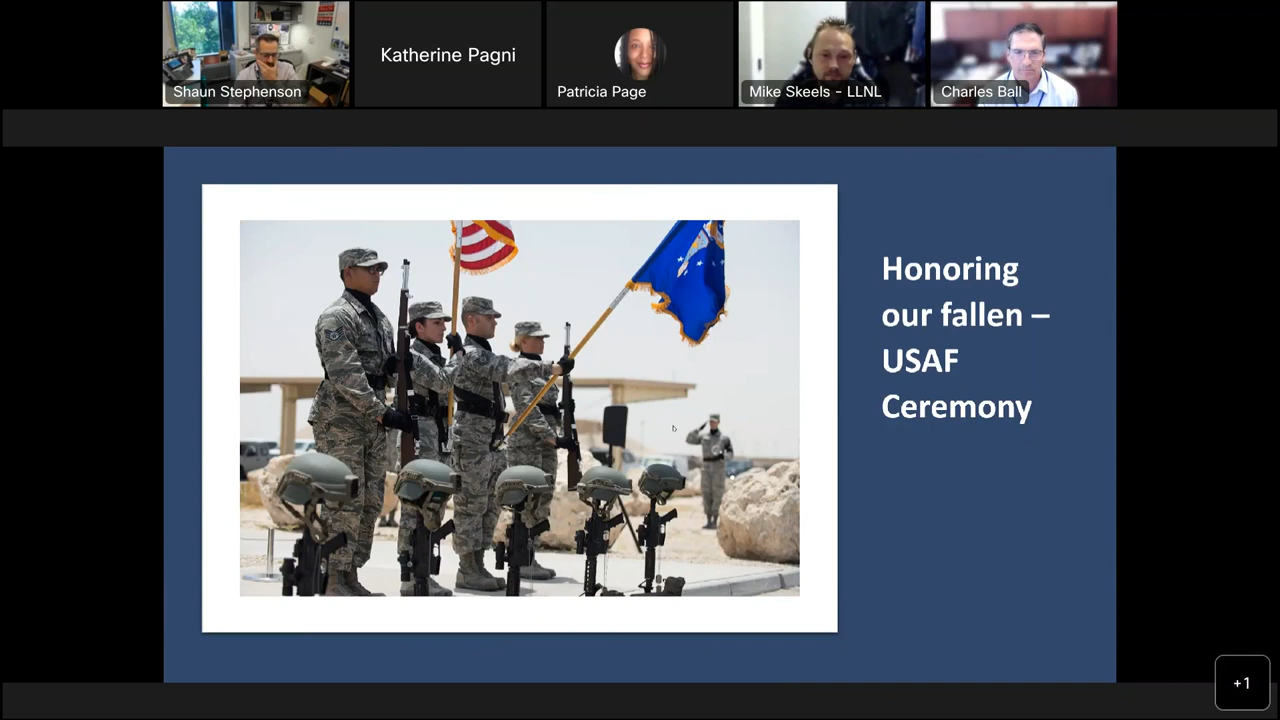 Shaun Stephenson
Katherine Pagni
Patricia Page
Mike Skeels - LLNL
Charles Ball
Honoring
our fallen –
USAF
Ceremony
+1